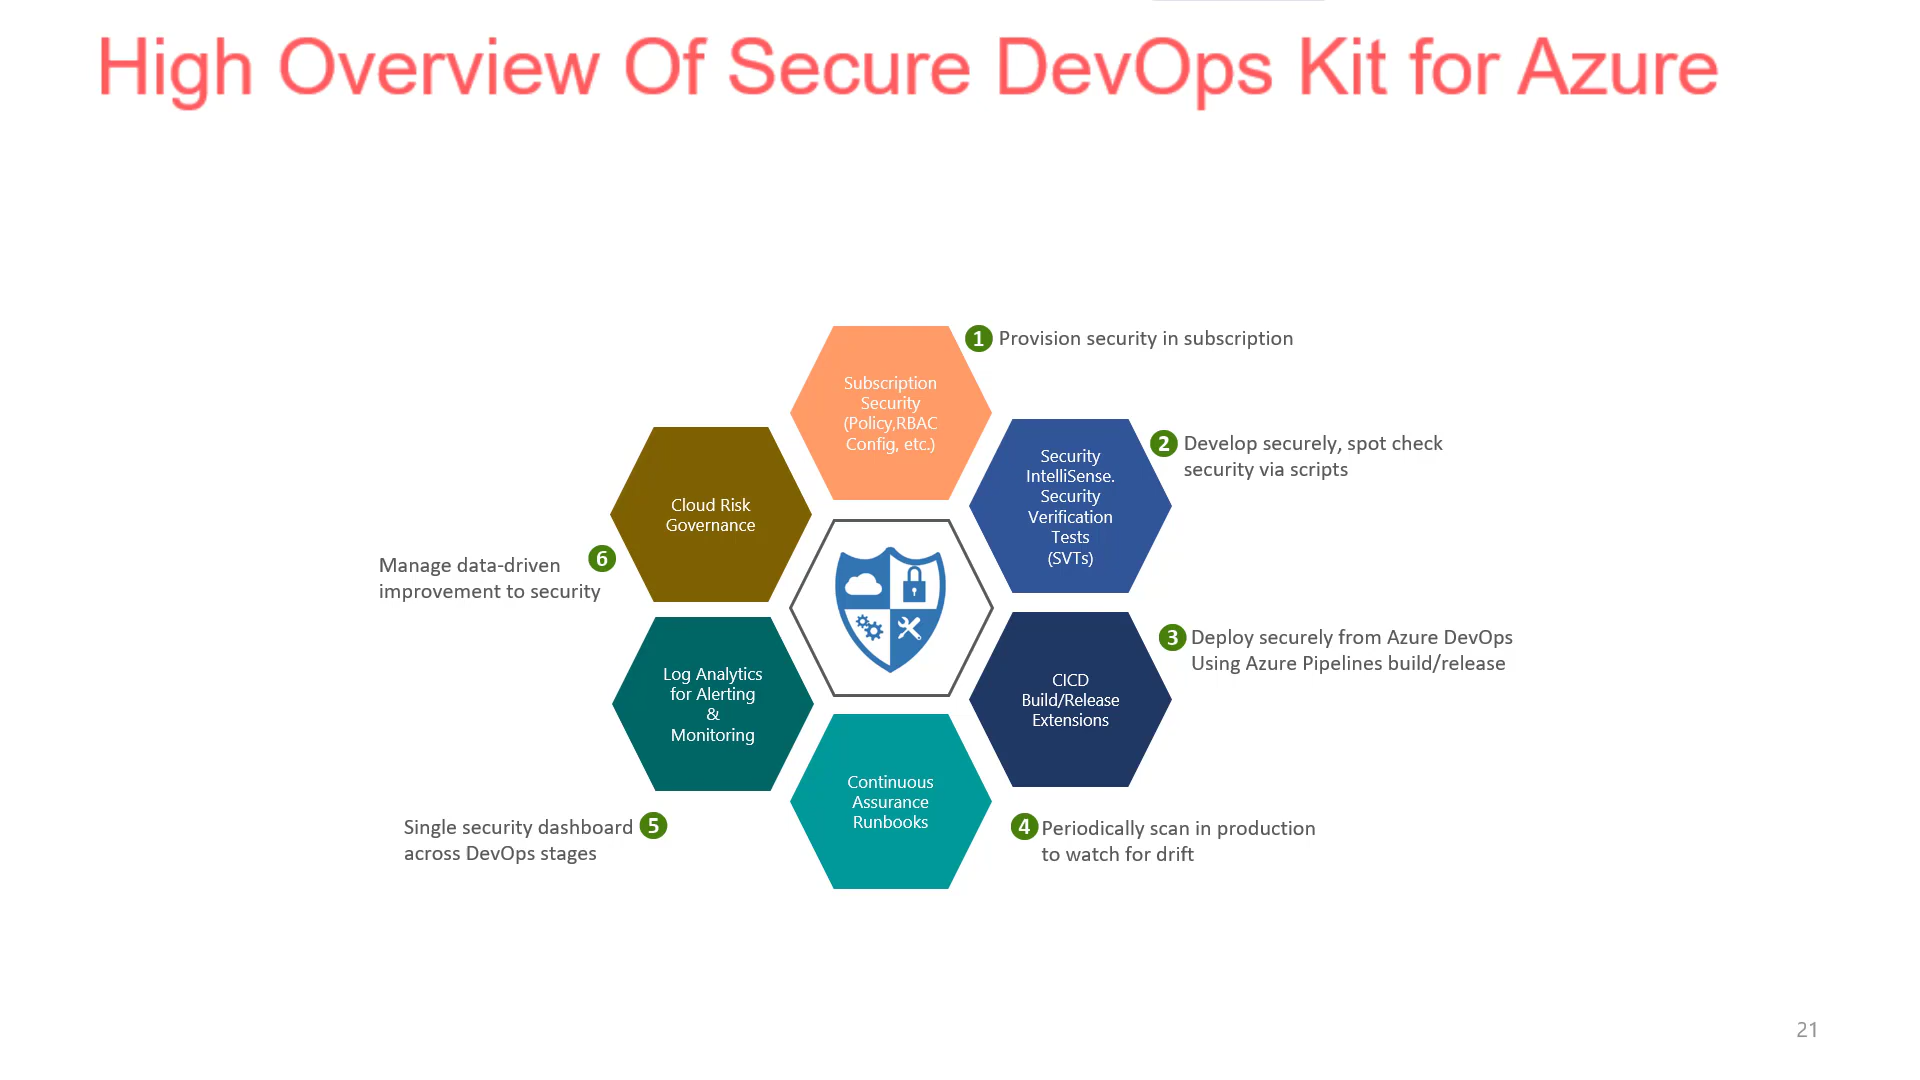 High Overview Of Secure DevOps Kit for Azure
Subscription
Security
(Policy,RBAC
Config, etc.)
1 Provision security in subscription
Security
IntelliSense.
Security
Verification
Tests
(SVTs)
2 Develop securely, spot check
security via scripts
CICD
Build/Release
Extensions
3 Deploy securely from Azure DevOps
Using Azure Pipelines build/release
Continuous
Assurance
Runbooks
4 Periodically scan in production
to watch for drift
Log Analytics
for Alerting
&
Monitoring
Single security dashboard 5
across DevOps stages
Cloud Risk
Governance
Manage data-driven 6
improvement to security
21